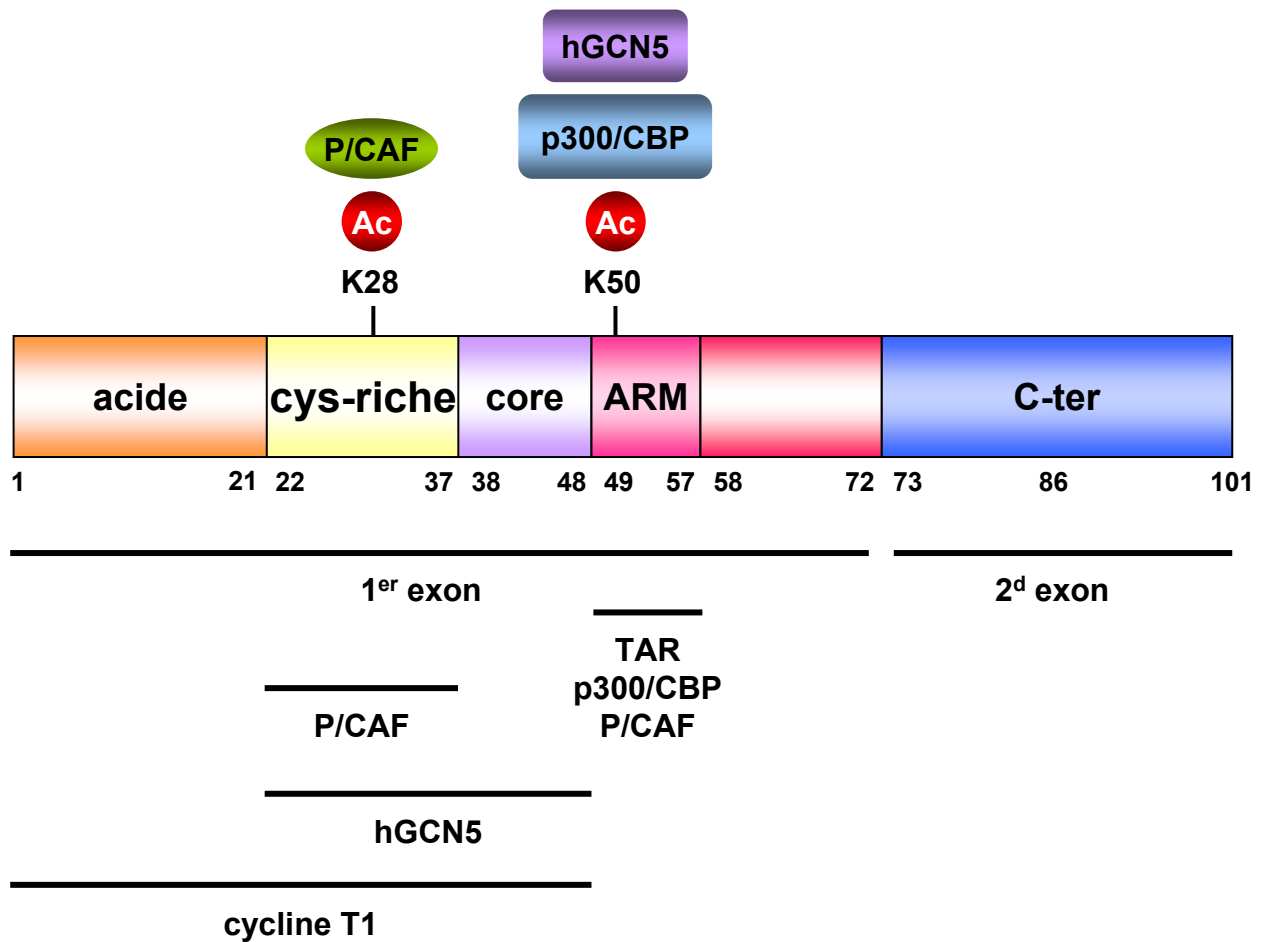 hGCN5
p300/CBP
P/CAF
Ac
Ac
K28
K50
acide
cys-riche
core
ARM
C-ter
1 21 22 37 38 48 49 57 58 72 73 86 101
1er exon
2d exon
TAR
p300/CBP
P/CAF
P/CAF
hGCN5
cycline T1